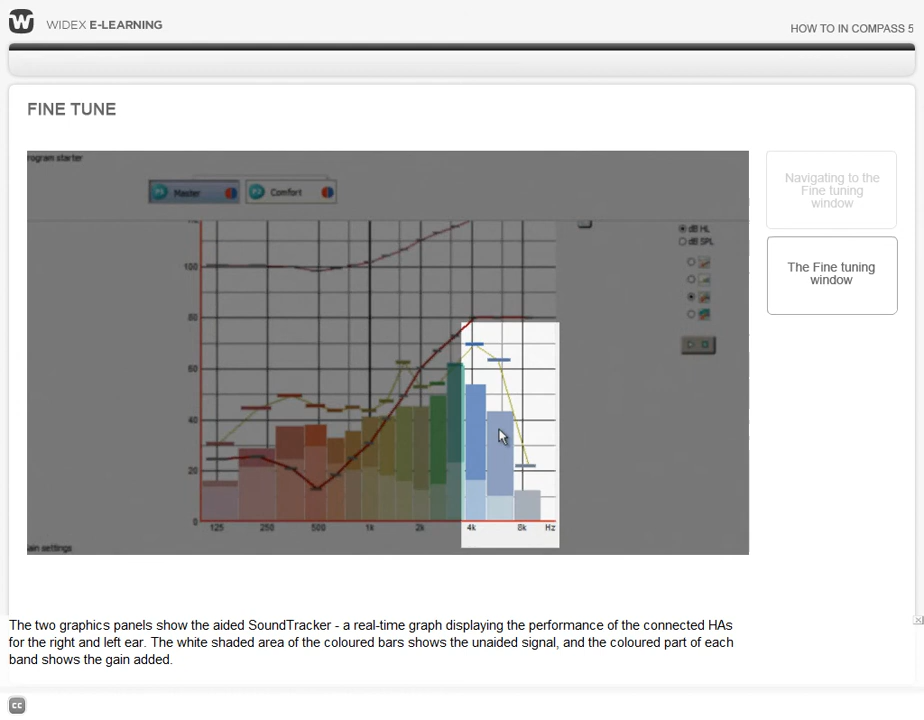 WIDEX E-LEARNING
HOW TO IN COMPASS 5
FINE TUNE
rogram starter
Master
Comfort
Navigating to the
Fine tuning
window
The Fine tuning
window
dB HL
dB SPL
100
80
60
40
20
0
125 250 500 1k 2k 4k 8k Hz
ain settings
The two graphics panels show the aided SoundTracker - a real-time graph displaying the performance of the connected HAs
for the right and left ear. The white shaded area of the coloured bars shows the unaided signal, and the coloured part of each
band shows the gain added.
cc